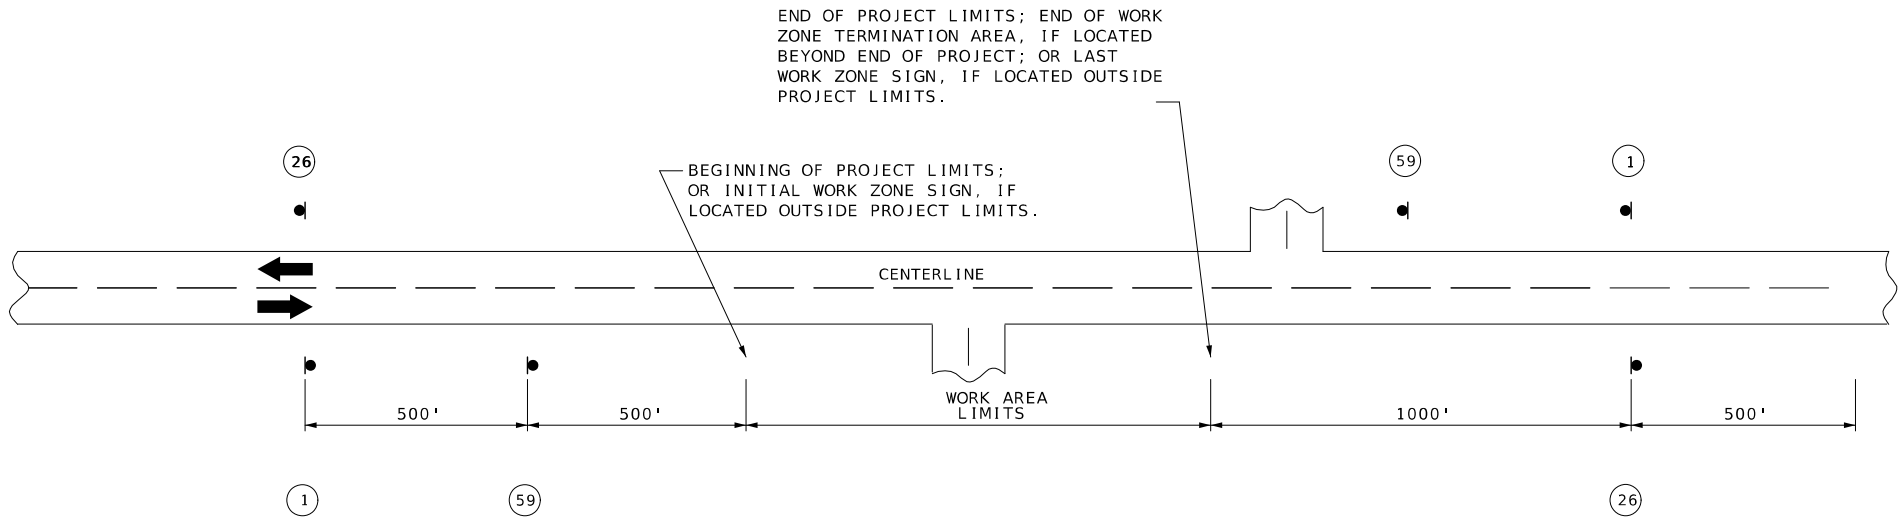 END OF PROJECT LIMITS; END OF WORK
ZONE TERMINATION AREA, IF LOCATED
BEYOND END OF PROJECT; OR LAST
WORK ZONE SIGN, IF LOCATED OUTSIDE
PROJECT LIMITS.
26
BEGINNING OF PROJECT LIMITS;
OR INITIAL WORK ZONE SIGN, IF
LOCATED OUTSIDE PROJECT LIMITS.
59
1
CENTERLINE
WORK AREA
LIMITS
500'
500'
1000'
500'
1
59
26